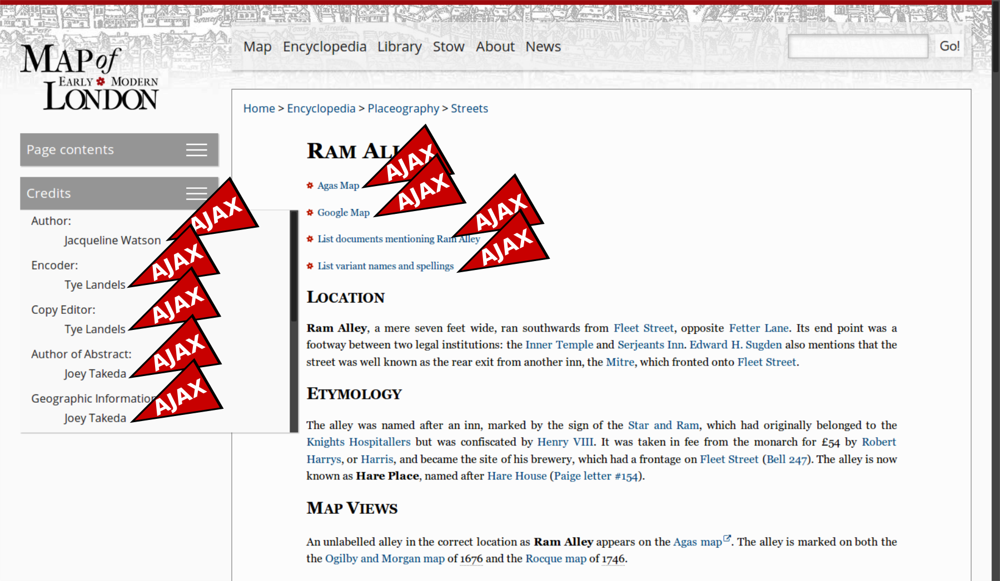 MAP of
EARLY MODERN
LONDON
Map Encyclopedia Library Stow About News
Go!
Home > Encyclopedia > Placeography > Streets
Page contents
Credits
Author:
Jacqueline Watson
AJAX
Encoder:
Tye Landels
AJAX
Copy Editor:
Tye Landels
AJAX
Author of Abstract:
Joey Takeda
AJAX
Geographic Information
Joey Takeda
AJAX
RAM
AJAX
Agas Map
AJAX
Google Map
AJAX
List documents mentioning Ram Alley
AJAX
List variant names and spellings
LOCATION
Ram Alley, a mere seven feet wide, ran southwards from Fleet Street, opposite Fetter Lane. Its end point was a
footway between two legal institutions: the Inner Temple and Serjeants Inn. Edward H. Sugden also mentions that the
street was well known as the rear exit from another inn, the Mitre, which fronted onto Fleet Street.
ETYMOLOGY
The alley was named after an inn, marked by the sign of the Star and Ram, which had originally belonged to the
Knights Hospitallers but was confiscated by Henry VIII. It was taken in fee from the monarch for £54 by Robert
Harrys, or Harris, and became the site of his brewery, which had a frontage on Fleet Street (Bell 247). The alley is now
known as Hare Place, named after Hare House (Paige letter #154).
MAP VIEWS
An unlabelled alley in the correct location as Ram Alley appears on the Agas map. The alley is marked on both the
the Ogilby and Morgan map of 1676 and the Rocque map of 1746.